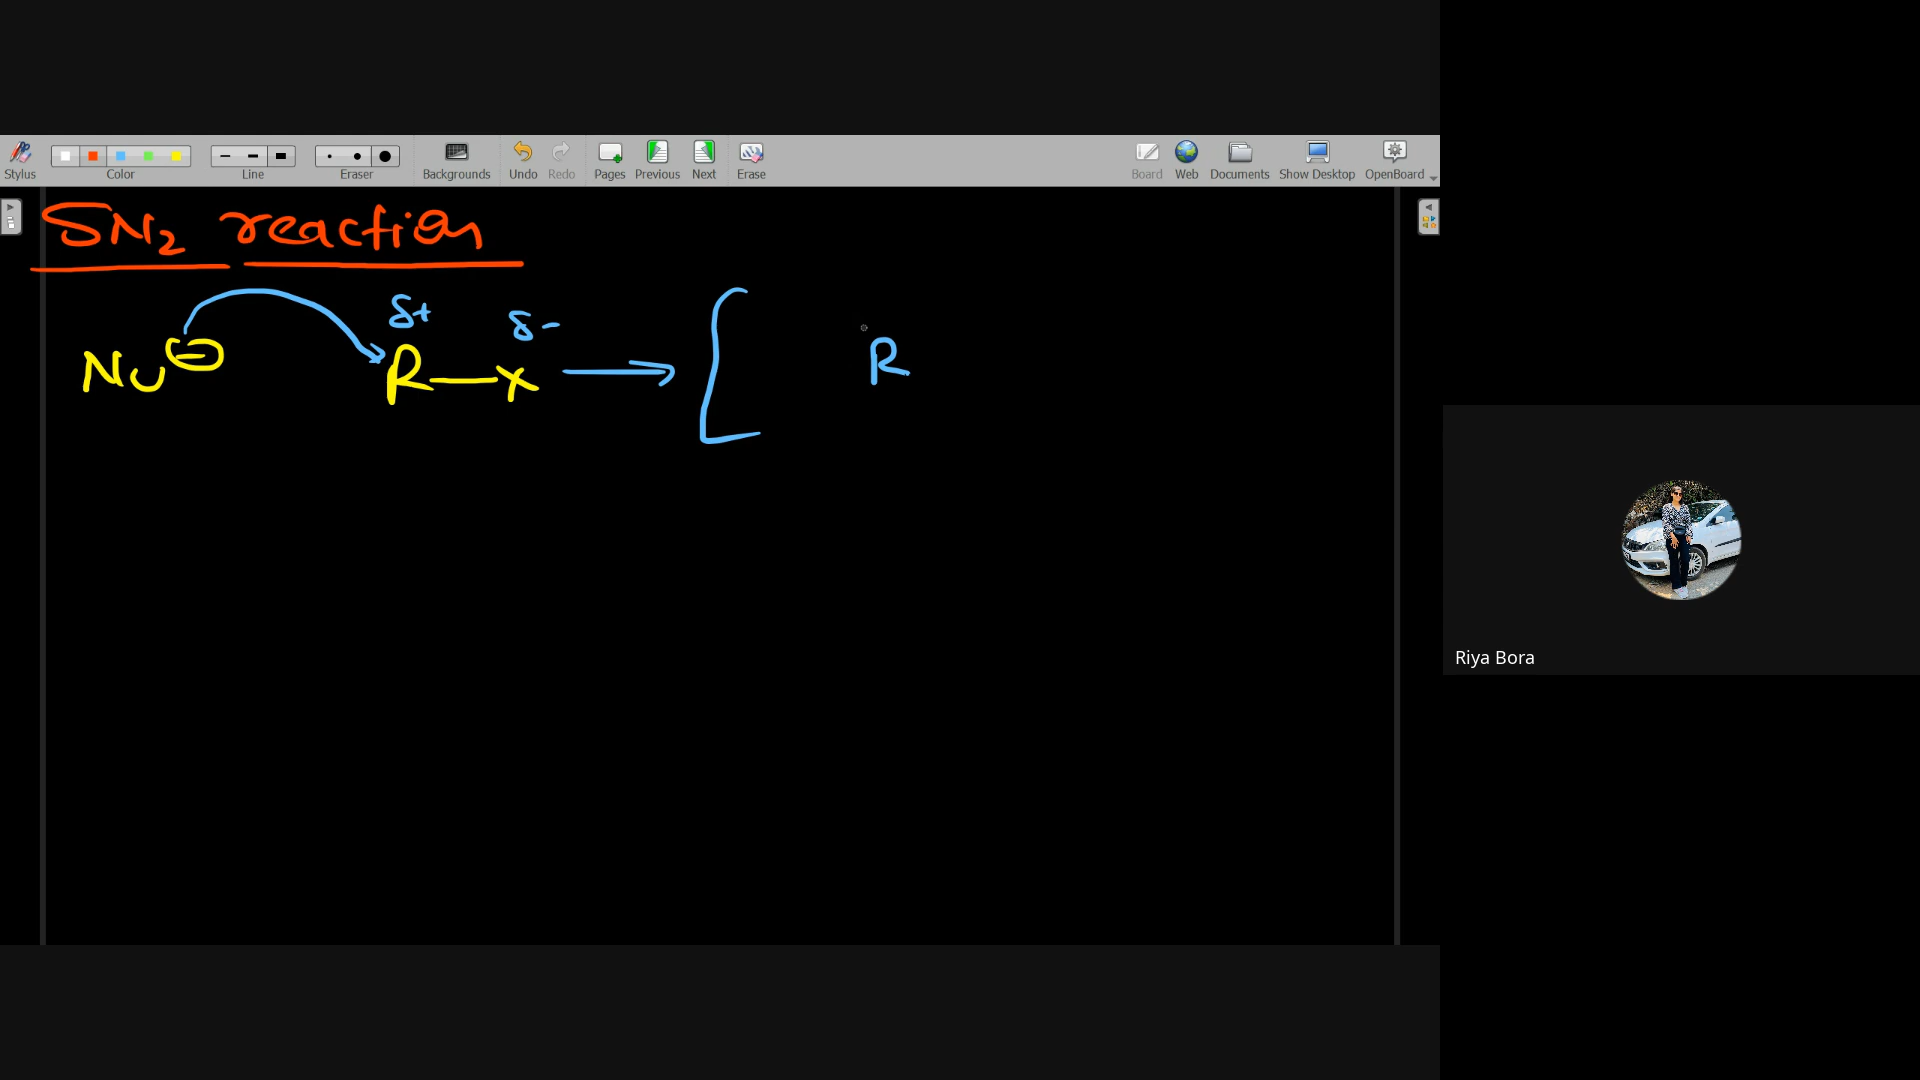 Stylus Color Line Eraser Backgrounds Undo Redo Pages Previous Next Erase Board Web Documents Show Desktop OpenBoard
SN2 reaction
δ+ δ-
Nu⊖ R—X → [ R
Riya Bora